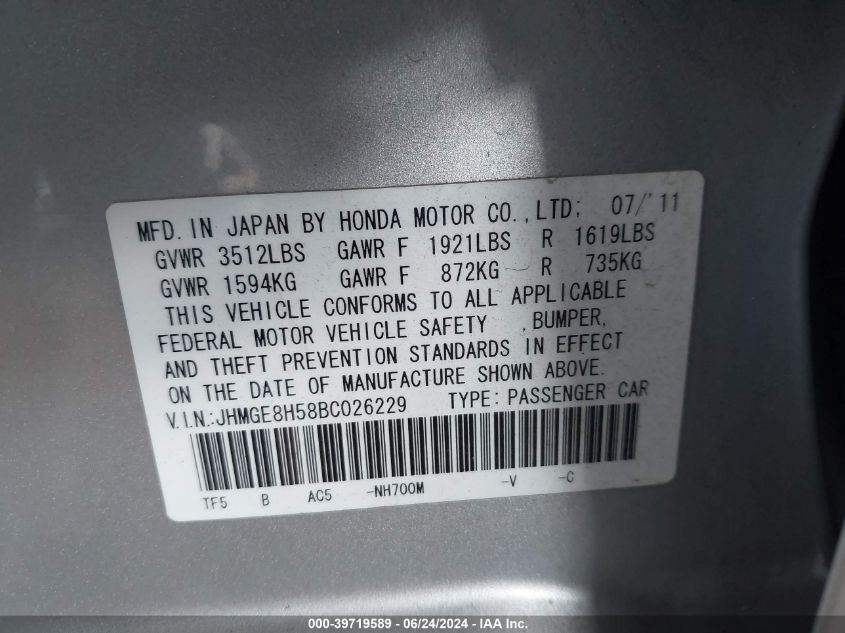 MFD. IN JAPAN BY HONDA MOTOR CO.,LTD; 07/'11
GVWR 3512LBS GAWR F 1921LBS R 1619LBS
GVWR 1594KG GAWR F 872KG R 735KG
THIS VEHICLE CONFORMS TO ALL APPLICABLE
FEDERAL MOTOR VEHICLE SAFETY ,BUMPER,
AND THEFT PREVENTION STANDARDS IN EFFECT
ON THE DATE OF MANUFACTURE SHOWN ABOVE.
V.I.N.:JHMGE8H58BC026229 TYPE: PASSENGER CAR
TF5 B AC5 -NH700M -V -C
000-39719589 - 06/24/2024 - IAA Inc.